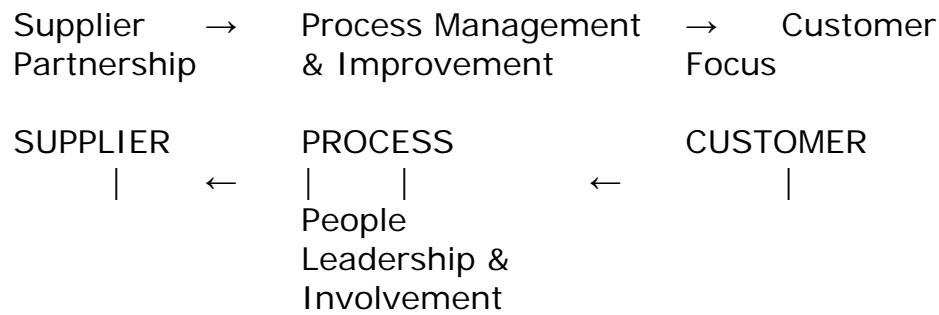 Supplier → Process Management → Customer
Partnership & Improvement Focus
SUPPLIER PROCESS CUSTOMER
| ← | | ← |
People
Leadership &
Involvement